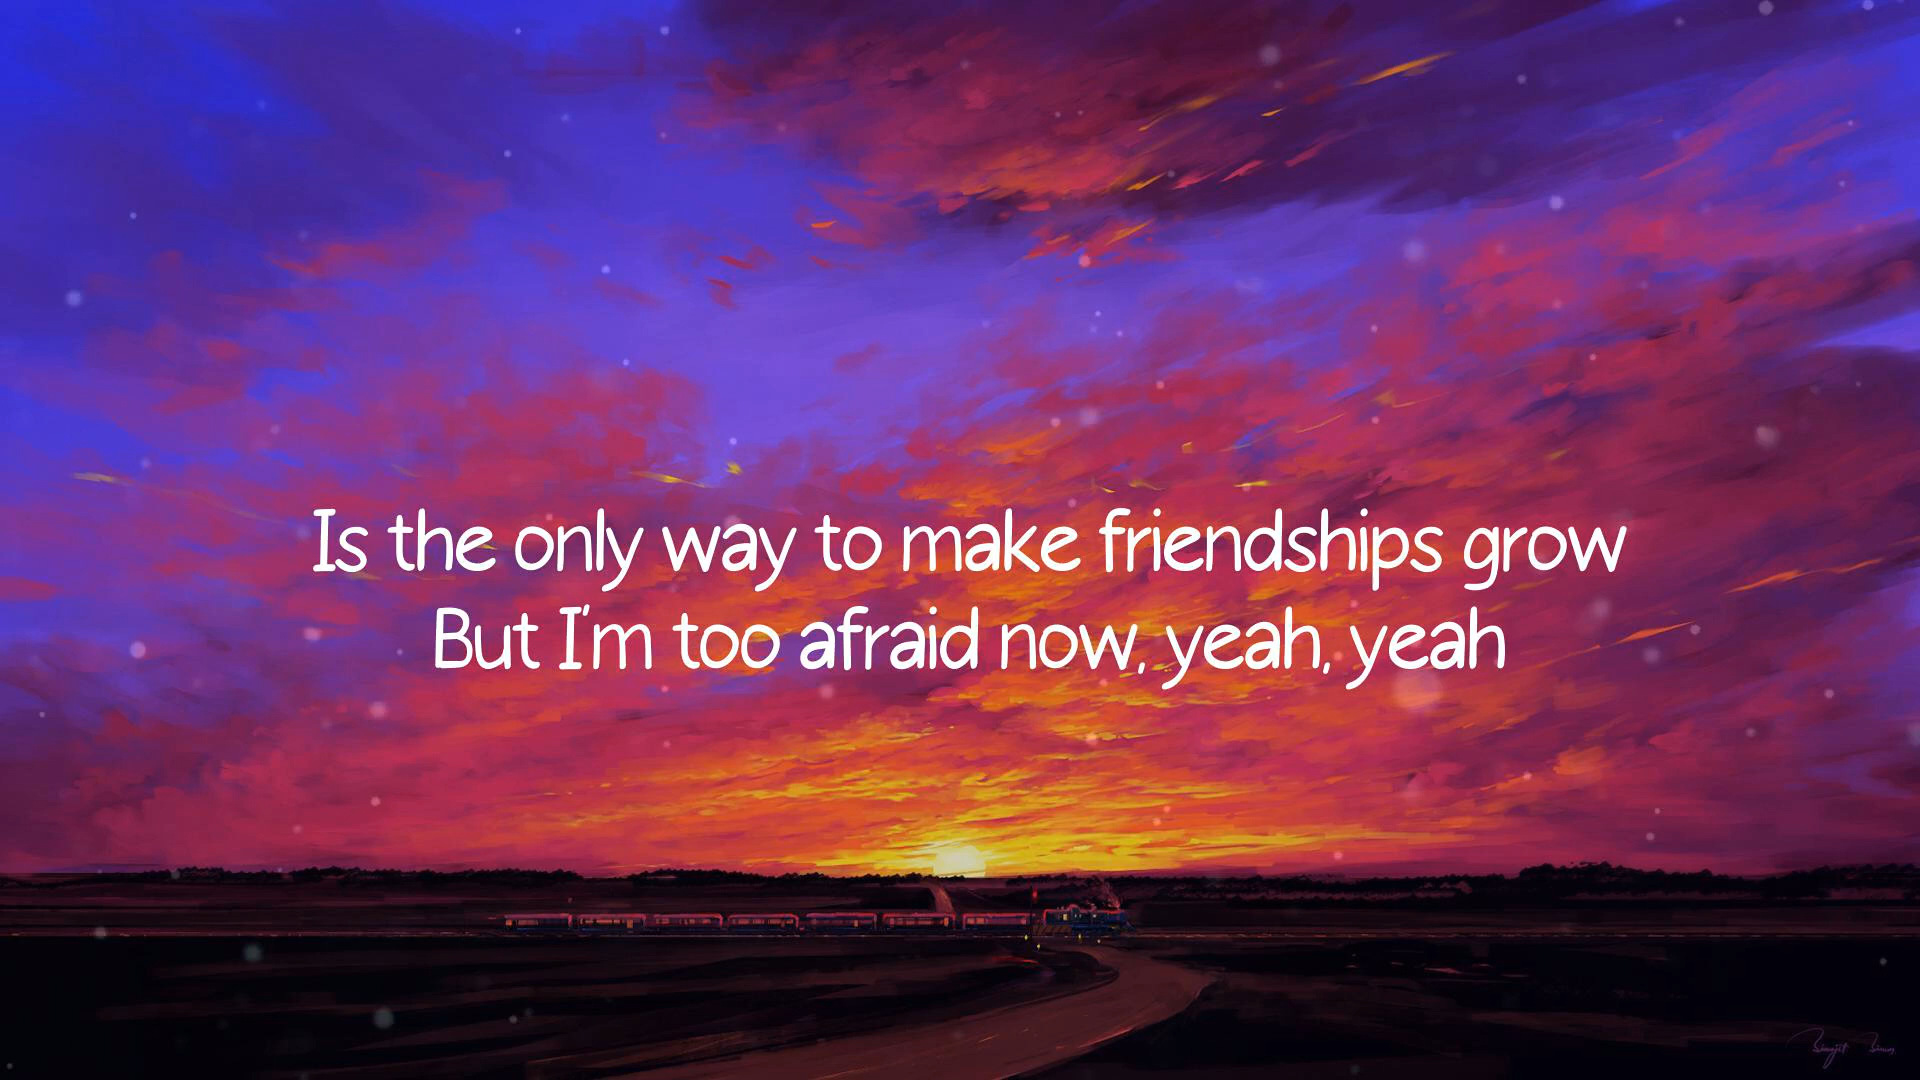 Is the only way to make friendships grow
But I'm too afraid now, yeah, yeah